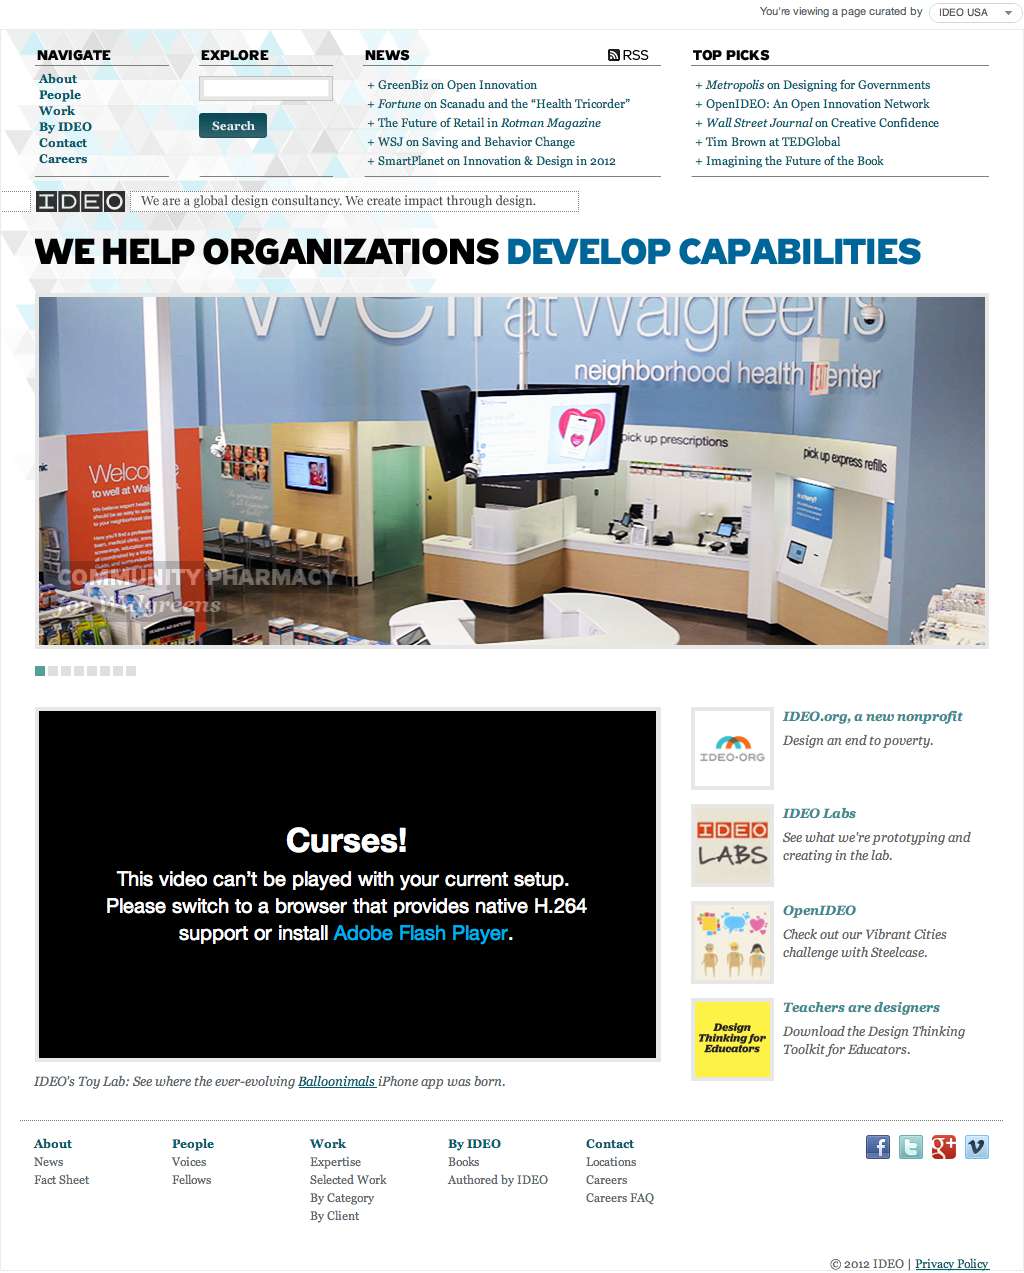 You're viewing a page curated by IDEO USA
NAVIGATE
About
People
Work
By IDEO
Contact
Careers
EXPLORE
Search
NEWS
RSS
+ GreenBiz on Open Innovation
+ Fortune on Scanadu and the “Health Tricorder”
+ The Future of Retail in Rotman Magazine
+ WSJ on Saving and Behavior Change
+ SmartPlanet on Innovation & Design in 2012
TOP PICKS
+ Metropolis on Designing for Governments
+ OpenIDEO: An Open Innovation Network
+ Wall Street Journal on Creative Confidence
+ Tim Brown at TEDGlobal
+ Imagining the Future of the Book
IDEO
We are a global design consultancy. We create impact through design.
WE HELP ORGANIZATIONS DEVELOP CAPABILITIES
Well at Walgreens
neighborhood health center
pick up prescriptions
pick up express refills
Welcome
to well at Walgreens
COMMUNITY PHARMACY
for Walgreens
Curses!
This video can’t be played with your current setup.
Please switch to a browser that provides native H.264
support or install Adobe Flash Player.
IDEO's Toy Lab: See where the ever-evolving Balloonimals iPhone app was born.
IDEO•ORG
IDEO.org, a new nonprofit
Design an end to poverty.
IDEO
LABS
IDEO Labs
See what we're prototyping and
creating in the lab.
OpenIDEO
Check out our Vibrant Cities
challenge with Steelcase.
Design
Thinking for
Educators
Teachers are designers
Download the Design Thinking
Toolkit for Educators.
About
News
Fact Sheet
People
Voices
Fellows
Work
Expertise
Selected Work
By Category
By Client
By IDEO
Books
Authored by IDEO
Contact
Locations
Careers
Careers FAQ
© 2012 IDEO | Privacy Policy